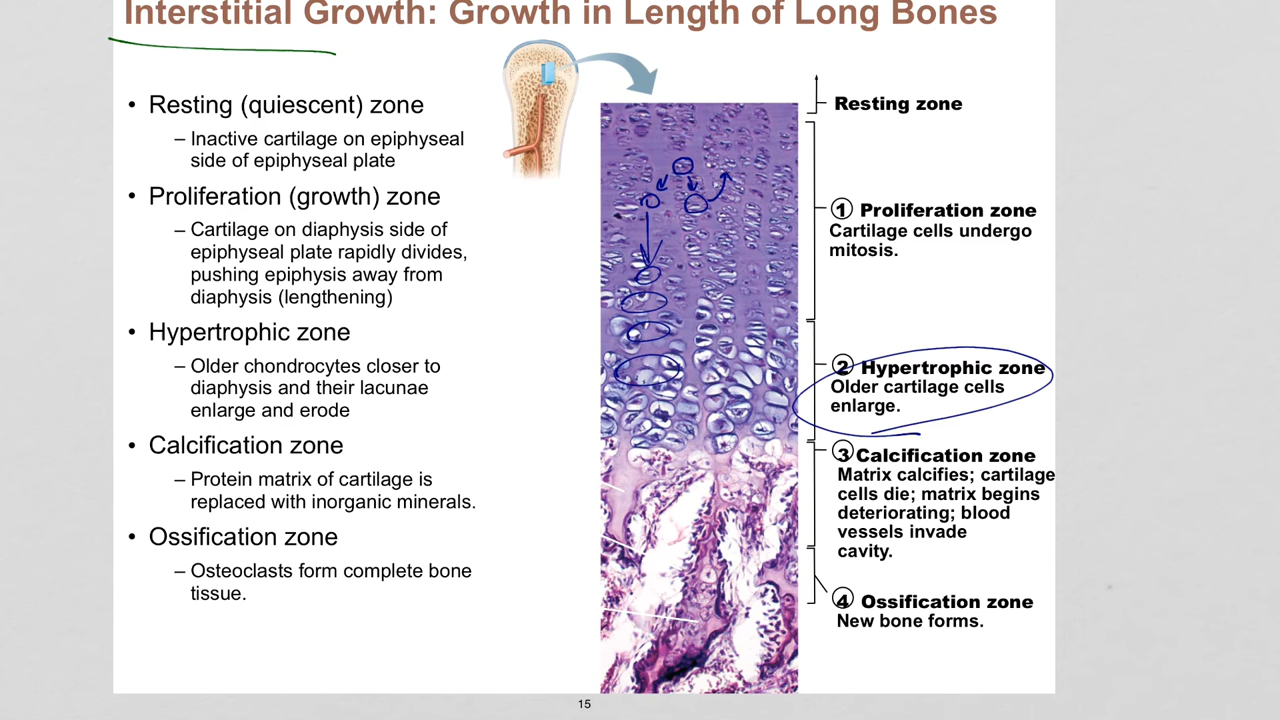 Interstitial Growth: Growth in Length of Long Bones
• Resting (quiescent) zone
– Inactive cartilage on epiphyseal
side of epiphyseal plate
• Proliferation (growth) zone
– Cartilage on diaphysis side of
epiphyseal plate rapidly divides,
pushing epiphysis away from
diaphysis (lengthening)
• Hypertrophic zone
– Older chondrocytes closer to
diaphysis and their lacunae
enlarge and erode
• Calcification zone
– Protein matrix of cartilage is
replaced with inorganic minerals.
• Ossification zone
– Osteoclasts form complete bone
tissue.
Resting zone
1 Proliferation zone
Cartilage cells undergo
mitosis.
2 Hypertrophic zone
Older cartilage cells
enlarge.
3 Calcification zone
Matrix calcifies; cartilage
cells die; matrix begins
deteriorating; blood
vessels invade
cavity.
4 Ossification zone
New bone forms.
15